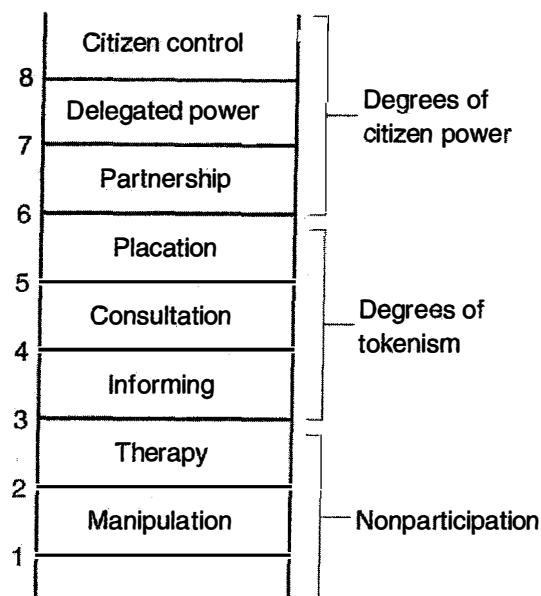 Citizen control
8
Delegated power
7
Partnership
6
Placation
5
Consultation
4
Informing
3
Therapy
2
Manipulation
1
Degrees of
citizen power
Degrees of
tokenism
Nonparticipation